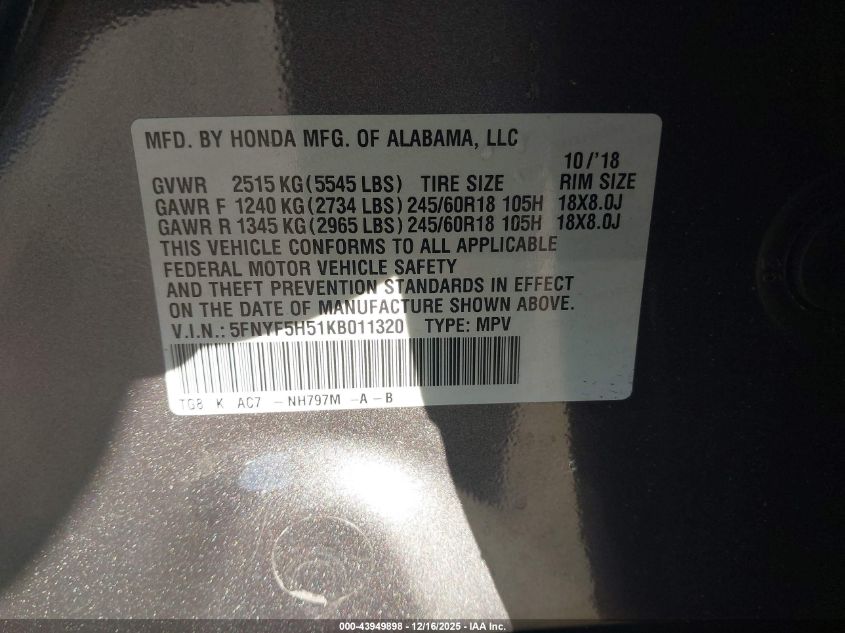 MFD. BY HONDA MFG. OF ALABAMA, LLC
10/'18
GVWR 2515 KG(5545 LBS) TIRE SIZE RIM SIZE
GAWR F 1240 KG(2734 LBS) 245/60R18 105H 18X8.0J
GAWR R 1345 KG(2965 LBS) 245/60R18 105H 18X8.0J
THIS VEHICLE CONFORMS TO ALL APPLICABLE
FEDERAL MOTOR VEHICLE SAFETY
AND THEFT PREVENTION STANDARDS IN EFFECT
ON THE DATE OF MANUFACTURE SHOWN ABOVE.
V.I.N.: 5FNYF5H51KB011320 TYPE: MPV
TG8 K AC7 - NH797M -A-B
000-43949898 - 12/16/2025 - IAA Inc.